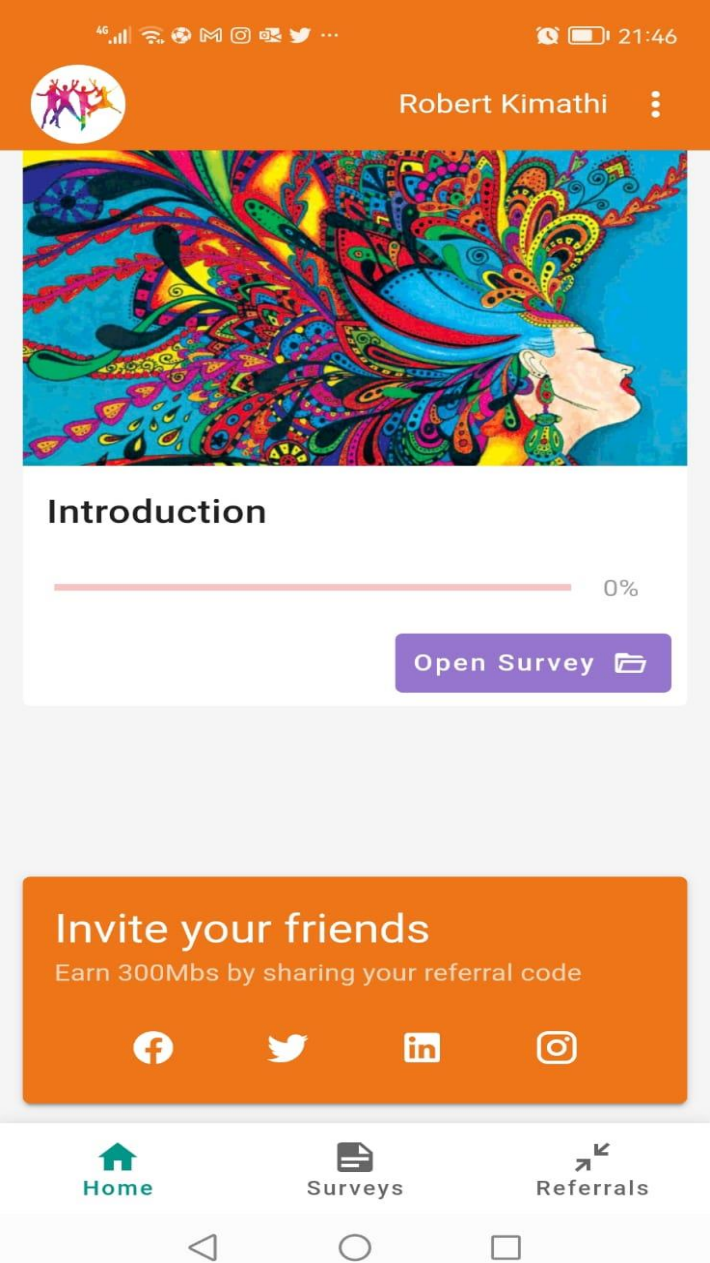 4G 21:46
Robert Kimathi
Introduction
0%
Open Survey
Invite your friends
Earn 300Mbs by sharing your referral code
Home Surveys Referrals